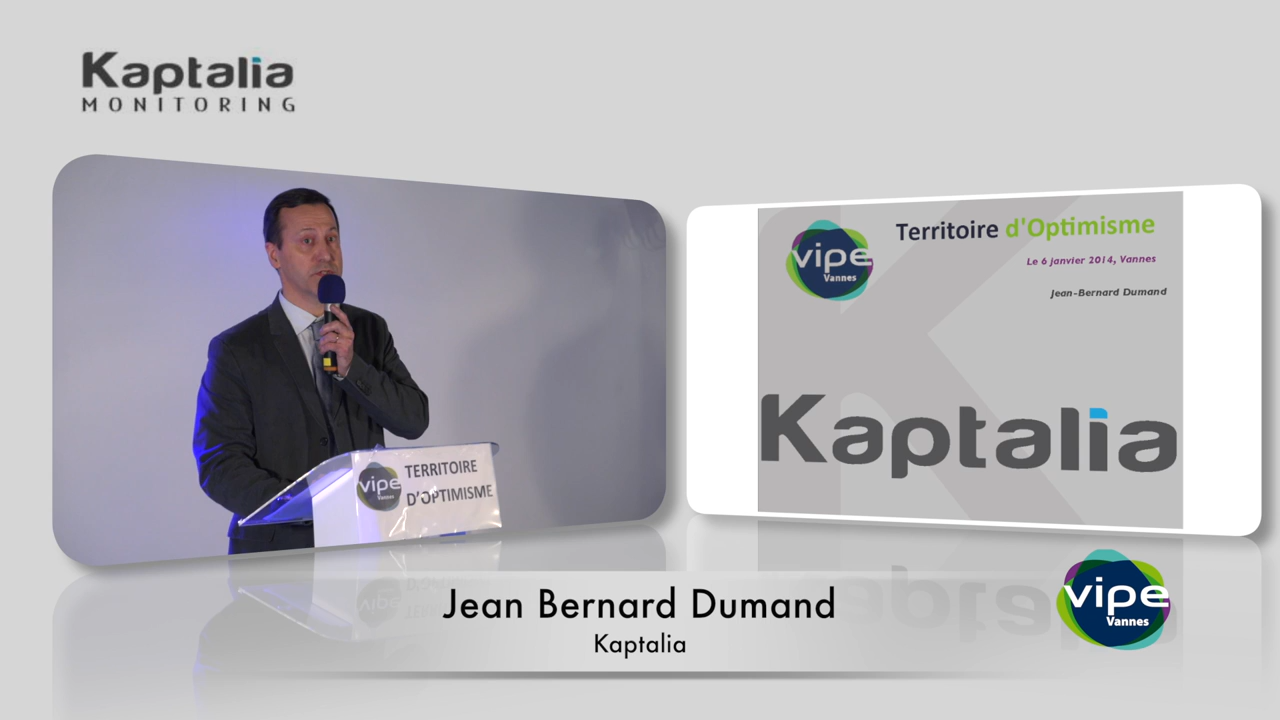 Kaptalia
MONITORING
TERRITOIRE
D'OPTIMISME
vipe
Vannes
vipe
Vannes
Territoire d'Optimisme
Le 6 janvier 2014, Vannes
Jean-Bernard Dumand
Kaptalia
Jean Bernard Dumand
Kaptalia
vipe
Vannes